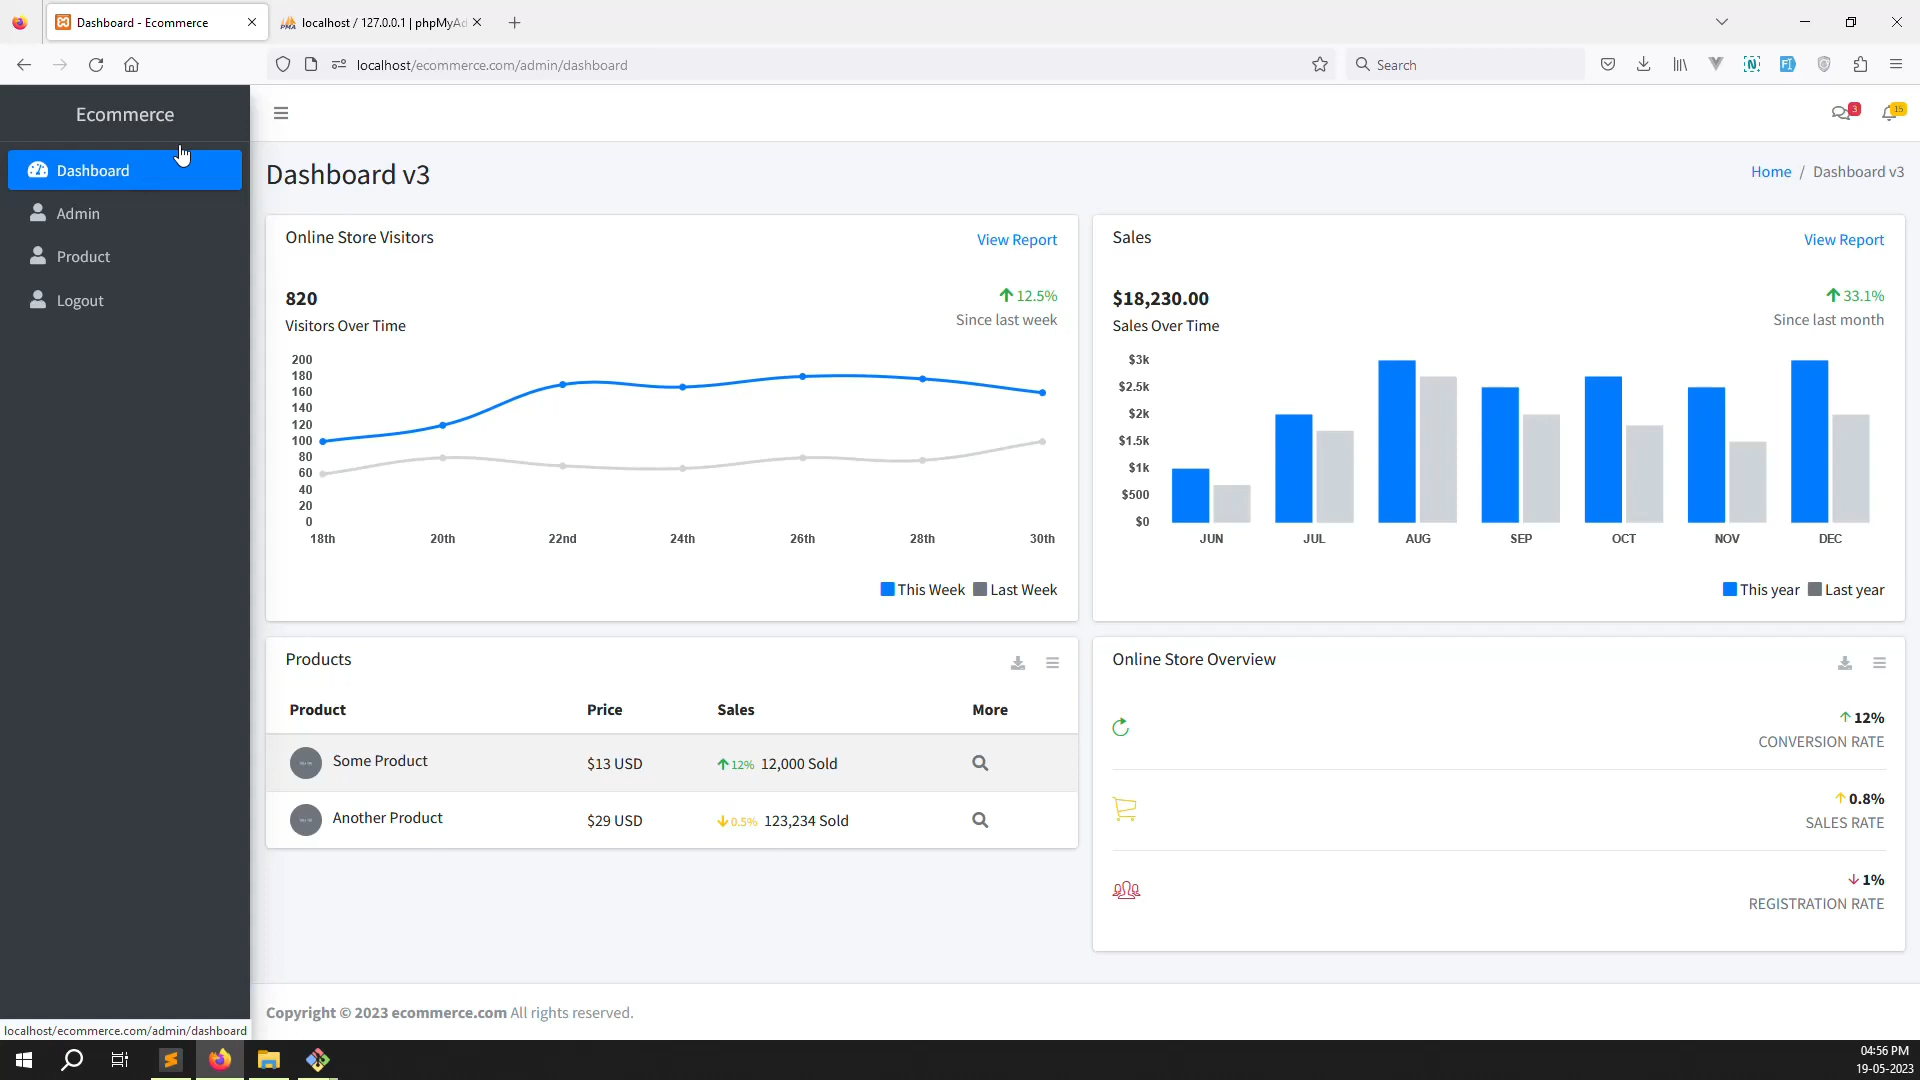 Dashboard - Ecommerce
localhost / 127.0.0.1 | phpMyAd
localhost/ecommerce.com/admin/dashboard
Search
Ecommerce
3
15
Dashboard
Admin
Product
Logout
Dashboard v3
Home / Dashboard v3
Online Store Visitors
View Report
820
Visitors Over Time
12.5%
Since last week
200
180
160
140
120
100
80
60
40
20
0
18th 20th 22nd 24th 26th 28th 30th
This Week Last Week
Sales
View Report
$18,230.00
Sales Over Time
33.1%
Since last month
$3k
$2.5k
$2k
$1.5k
$1k
$500
$0
JUN JUL AUG SEP OCT NOV DEC
This year Last year
Products
Product Price Sales More
Some Product $13 USD 12% 12,000 Sold
Another Product $29 USD 0.5% 123,234 Sold
Online Store Overview
12%
CONVERSION RATE
0.8%
SALES RATE
1%
REGISTRATION RATE
Copyright © 2023 ecommerce.com All rights reserved.
localhost/ecommerce.com/admin/dashboard
04:56 PM
19-05-2023